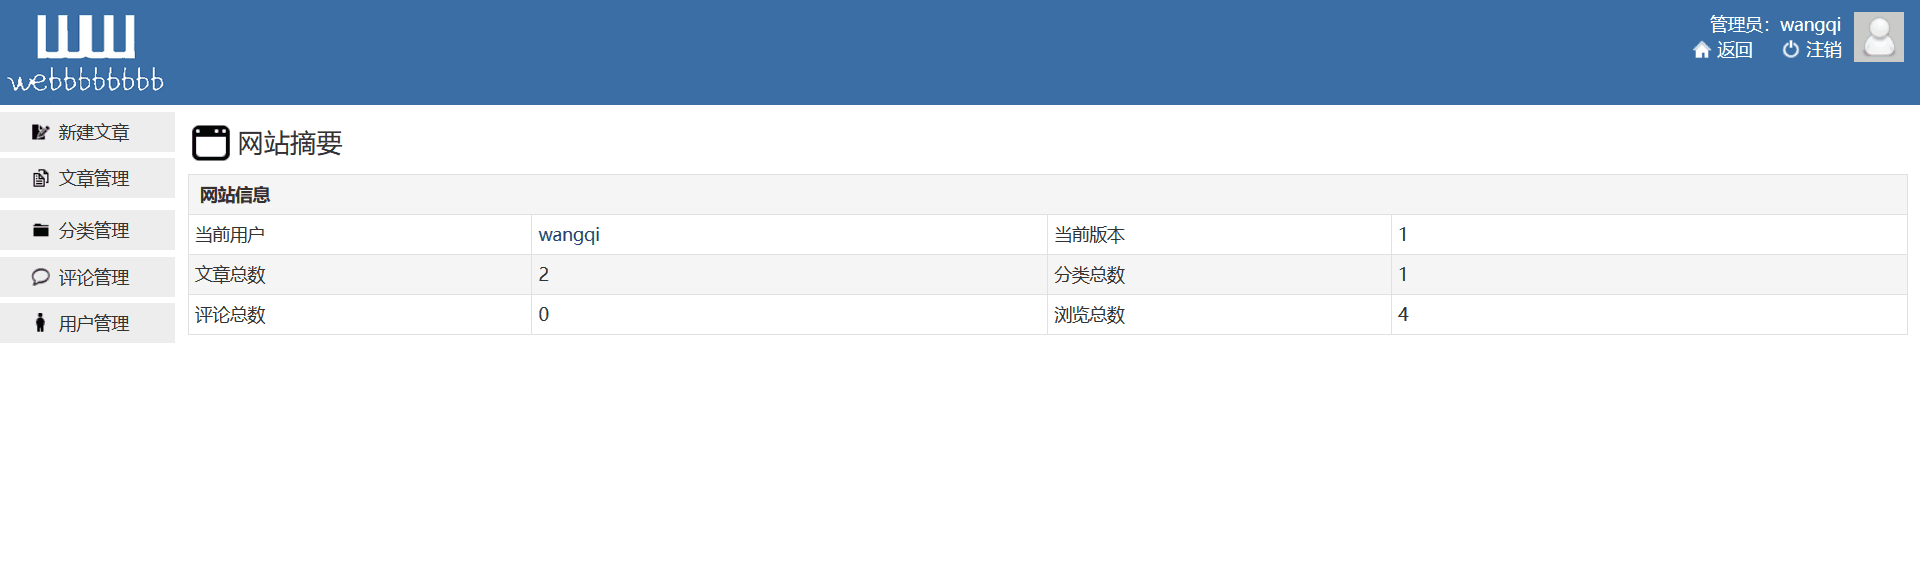 webbbbbbbb
管理员：wangqi
返回 注销
新建文章
文章管理
分类管理
评论管理
用户管理
网站摘要
网站信息
当前用户 wangqi 当前版本 1
文章总数 2 分类总数 1
评论总数 0 浏览总数 4